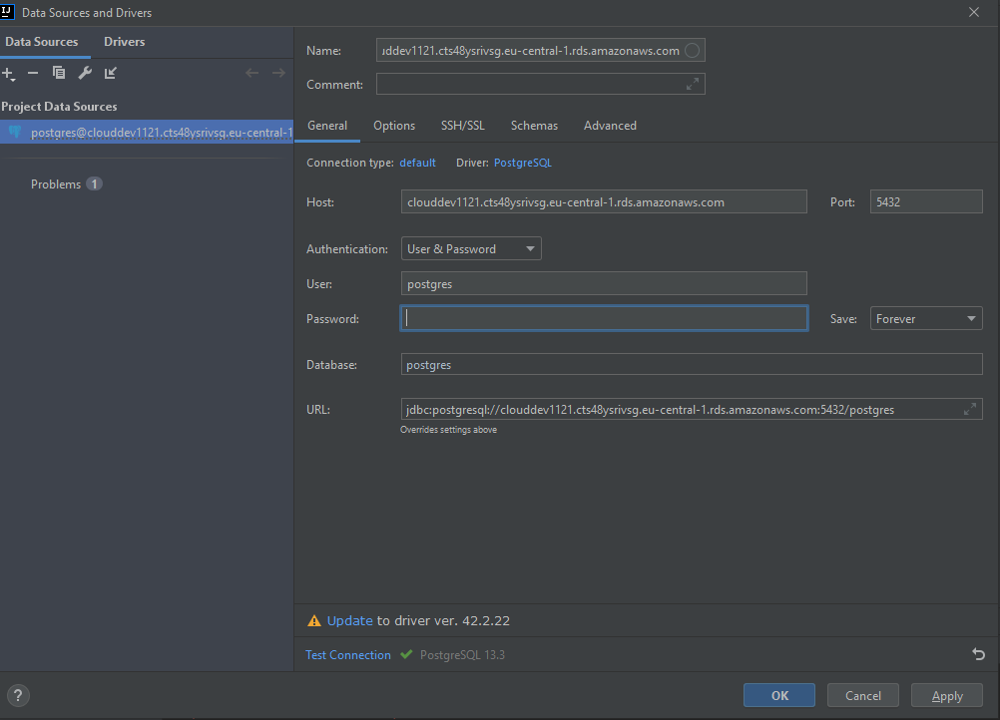 Data Sources and Drivers
Data Sources Drivers
Project Data Sources
postgres@clouddev1121.cts48ysrivsg.eu-central-1
Problems 1
Name: uddev1121.cts48ysrivsg.eu-central-1.rds.amazonaws.com
Comment:
General Options SSH/SSL Schemas Advanced
Connection type: default Driver: PostgreSQL
Host: clouddev1121.cts48ysrivsg.eu-central-1.rds.amazonaws.com Port: 5432
Authentication: User & Password
User: postgres
Password: Save: Forever
Database: postgres
URL: jdbc:postgresql://clouddev1121.cts48ysrivsg.eu-central-1.rds.amazonaws.com:5432/postgres
Overrides settings above
Update to driver ver. 42.2.22
Test Connection PostgreSQL 13.3
? OK Cancel Apply